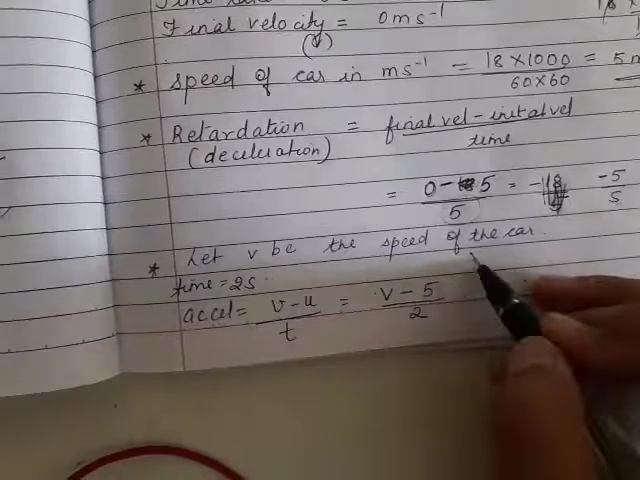 Final velocity = 0 ms⁻¹
(v)
* Speed of car in ms⁻¹ = 18 × 1000 / 60×60 = 5 m
* Retardation = final vel – initial vel / time
(deceleration)
= 0 – 5 / 5 = – -5 / 5
* Let v be the speed of the car.
time = 2s
accel = v – u / t = v – 5 / 2